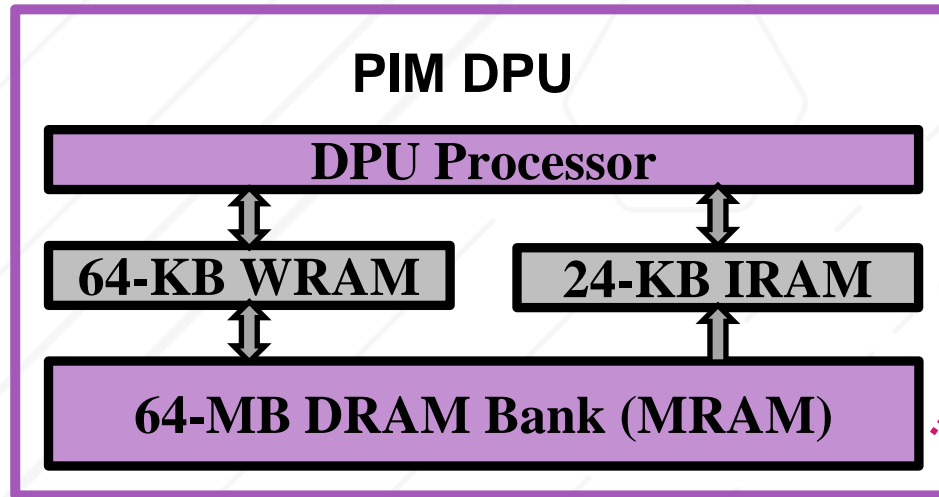 PIM DPU
DPU Processor
64-KB WRAM
24-KB IRAM
64-MB DRAM Bank (MRAM)